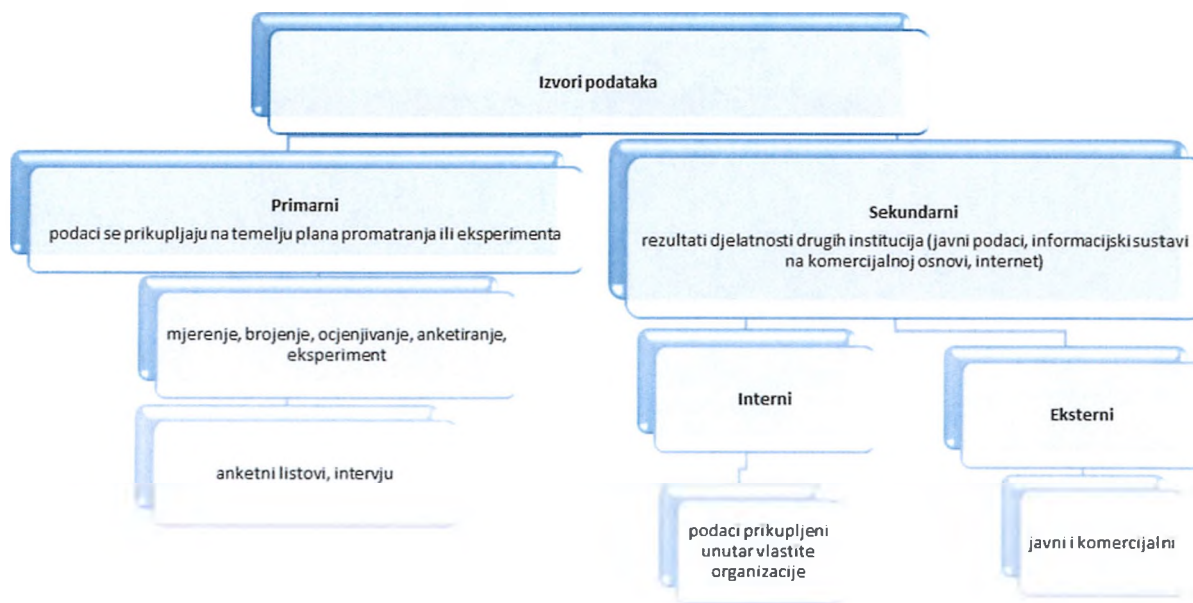 Izvori podataka
Primarni
podaci se prikupljaju na temelju plana promatranja ili eksperimenta
Sekundarni
rezultati djelatnosti drugih institucija (javni podaci, informacijski sustavi
na komercijalnoj osnovi, internet)
mjerenje, brojenje, ocjenjivanje, anketiranje,
eksperiment
anketni listovi, intervju
Interni
Eksterni
podaci prikupljeni
unutar vlastite
organizacije
javni i komercijalni